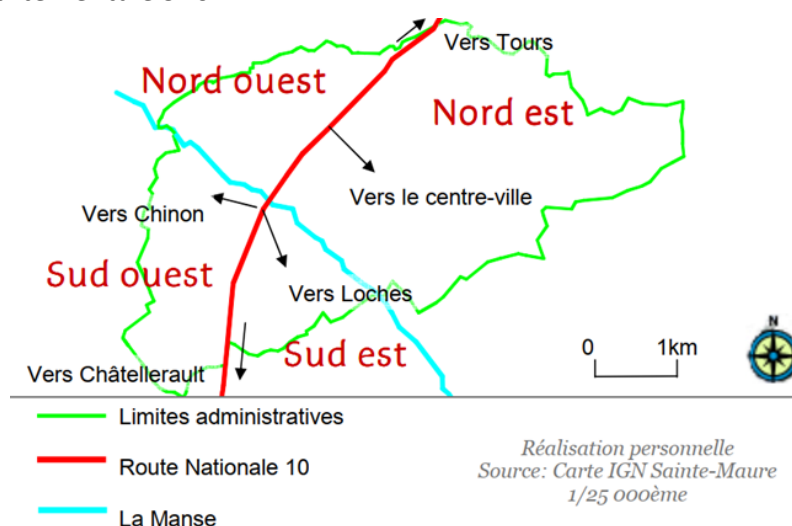 Vers Tours
Nord ouest
Nord est
Vers le centre-ville
Vers Chinon
Sud ouest
Vers Loches
Sud est
Vers Châtellerault
N
0 1km
Limites administratives
Route Nationale 10
La Manse
Réalisation personnelle
Source: Carte IGN Sainte-Maure
1/25 000ème